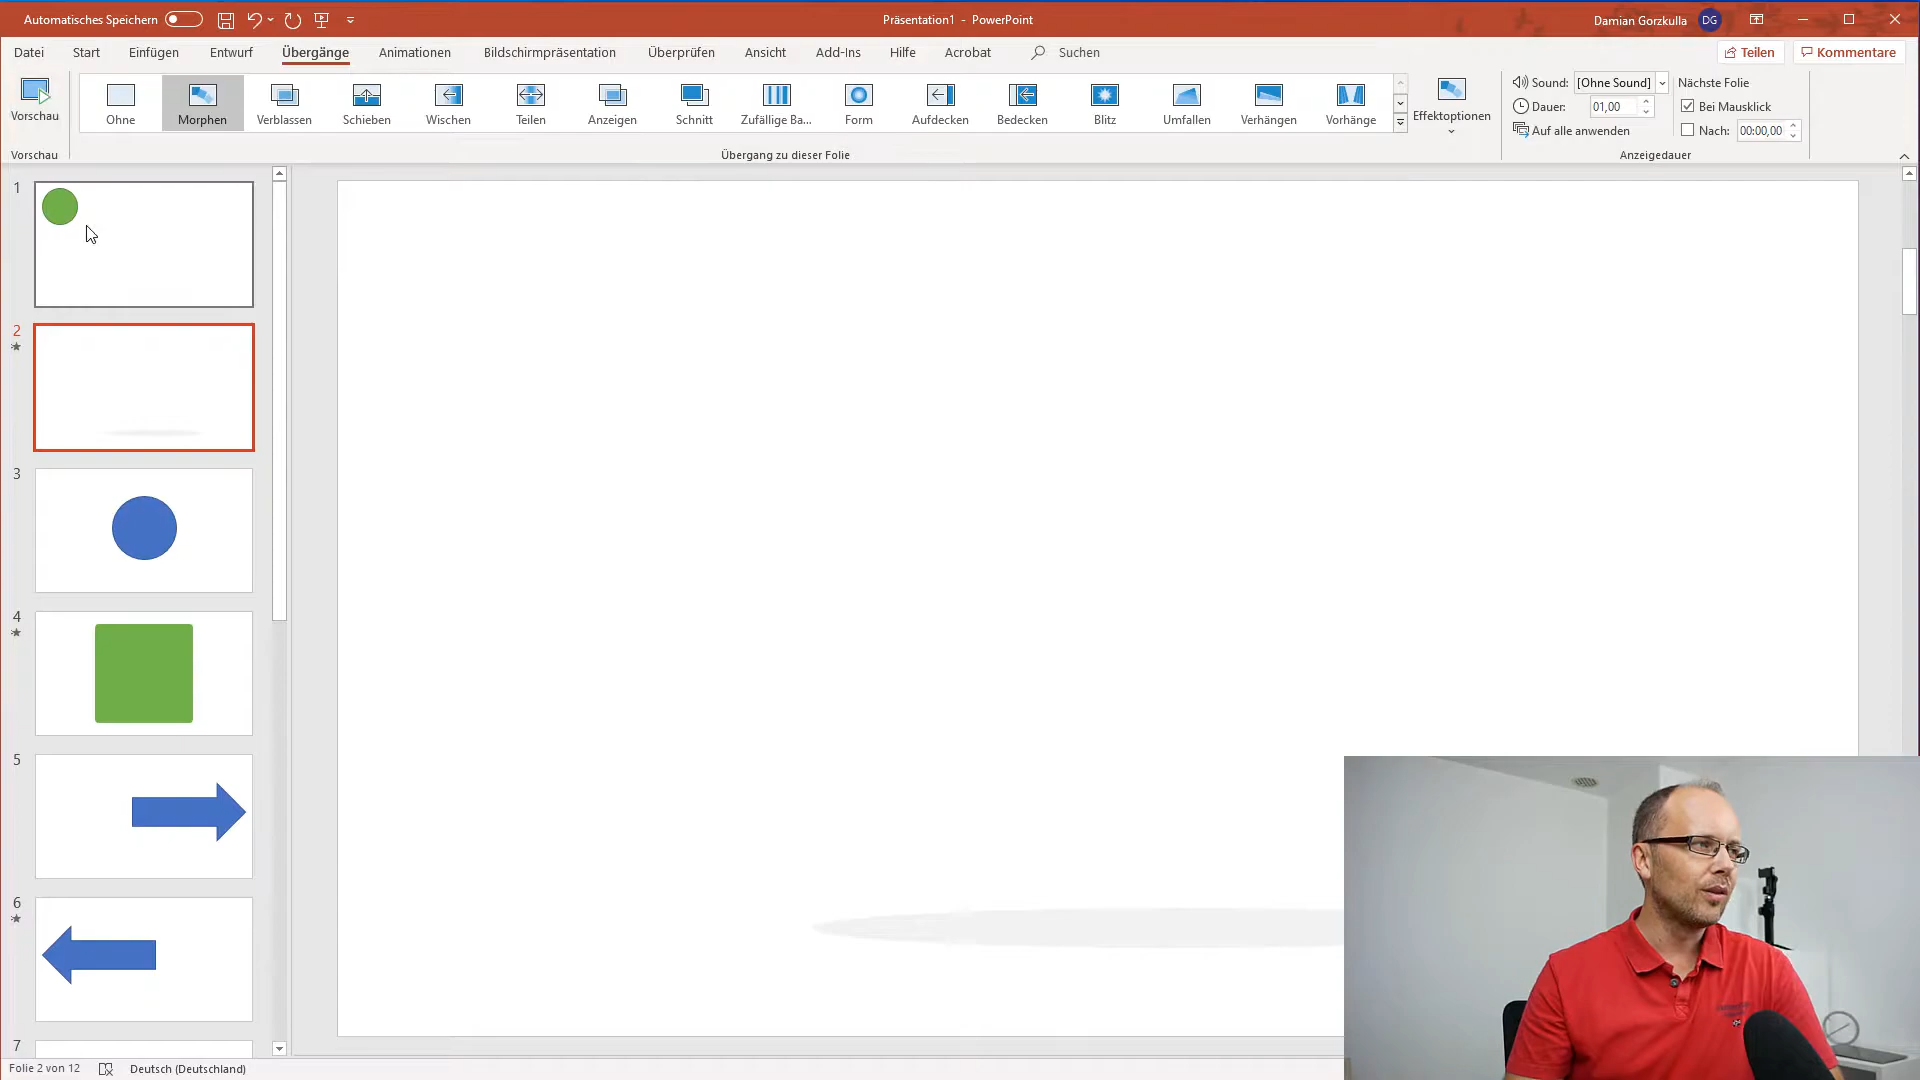 Automatisches Speichern
Präsentation1 - PowerPoint
Damian Gorzkulla DG
Datei Start Einfügen Entwurf Übergänge Animationen Bildschirmpräsentation Überprüfen Ansicht Add-Ins Hilfe Acrobat Suchen
Teilen Kommentare
Vorschau
Ohne Morphen Verblassen Schieben Wischen Teilen Anzeigen Schnitt Zufällige Ba... Form Aufdecken Bedecken Blitz Umfallen Verhängen Vorhänge
Effektoptionen
Sound: [Ohne Sound] Nächste Folie
Dauer: 01,00 Bei Mausklick
Auf alle anwenden Nach: 00:00,00
Vorschau Übergang zu dieser Folie Anzeigedauer
1
2
3
4
5
6
7
Folie 2 von 12 Deutsch (Deutschland)